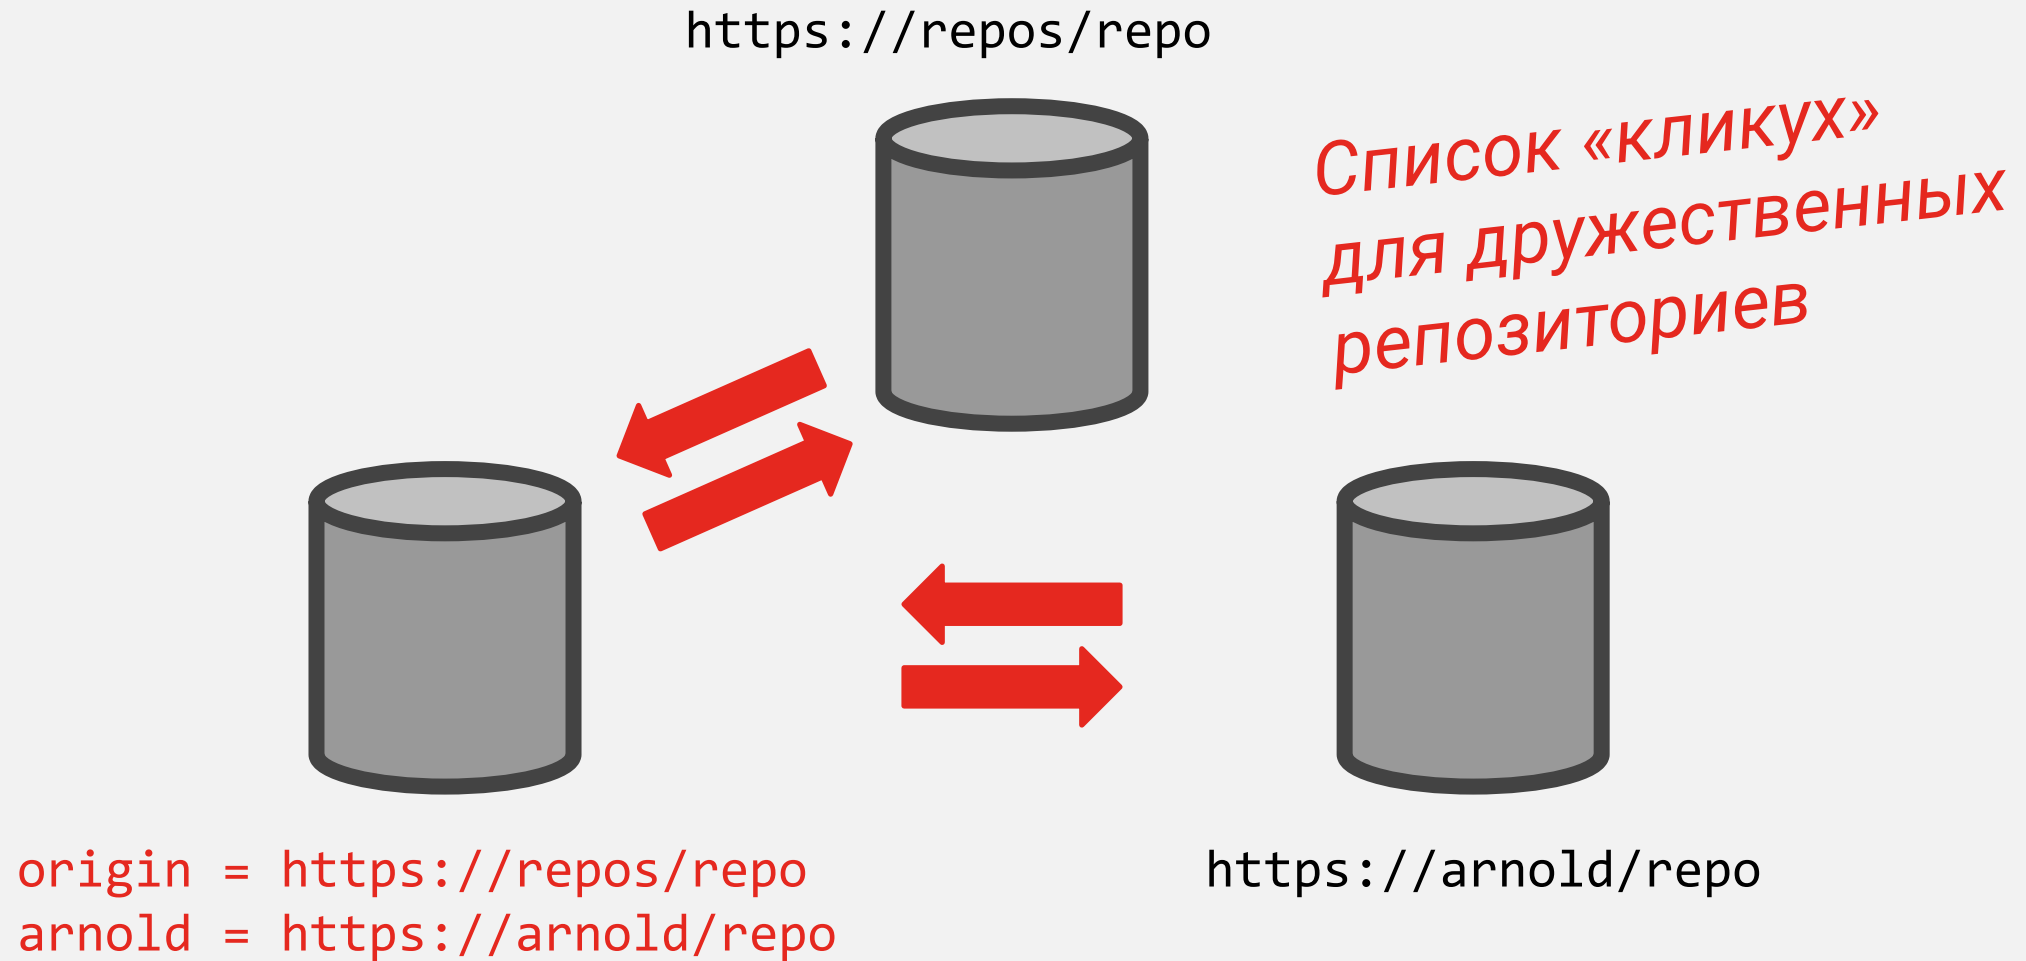 https://repos/repo
Список «кликух»
для дружественных
репозиториев
origin = https://repos/repo
arnold = https://arnold/repo
https://arnold/repo